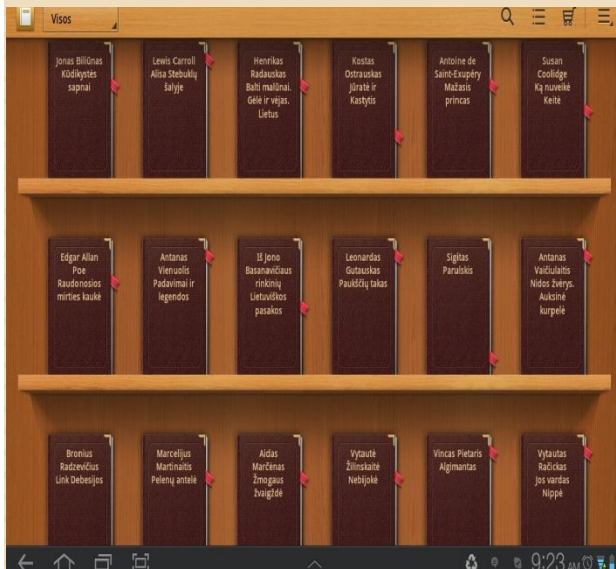 Visos
Jonas Biliūnas
Kūdikystės
sapnai
Lewis Carroll
Alisa Stebuklų
šalyje
Henrikas
Radauskas
Balti malūnai.
Gėlė ir vėjas.
Lietus
Kostas
Ostrauskas
Jūratė ir
Kastytis
Antoine de
Saint-Exupéry
Mažasis
princas
Susan
Coolidge
Ką nuveikė
Keitė
Edgar Allan
Poe
Raudonosios
mirties kaukė
Antanas
Vienuolis
Padavimai ir
legendos
Iš Jono
Basanavičiaus
rinkinių
Lietuviškos
pasakos
Leonardas
Gutauskas
Paukščių takas
Sigitas
Parulskis
Antanas
Vaičiulaitis
Nidos žvėrys.
Auksinė
kurpelė
Bronius
Radzevičius
Link Debesijos
Marcelijus
Martinaitis
Pelenų antelė
Aidas
Marčėnas
Žmogaus
žvaigždė
Vytautė
Žilinskaitė
Nebijokė
Vincas Pietaris
Algimantas
Vytautas
Račickas
Jos vardas
Nippė
9:23 AM